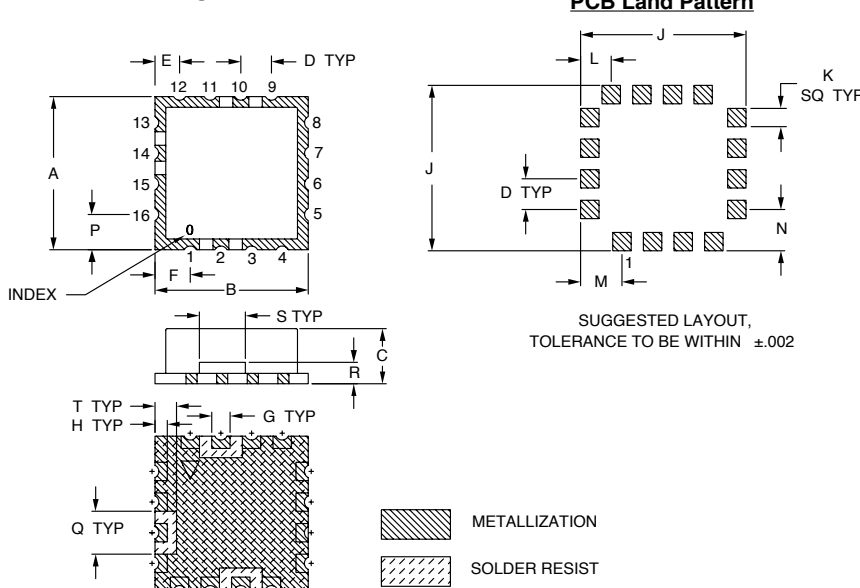 PCB Land Pattern
E
D TYP
12 11 10 9
13
14
15
16
8
7
6
5
A
P
0
1 2 3 4
F
B
INDEX
J
L
K
SQ TYP
J
D TYP
N
1
M
SUGGESTED LAYOUT,
TOLERANCE TO BE WITHIN ±.002
S TYP
C
R
T TYP
H TYP
G TYP
Q TYP
METALLIZATION
SOLDER RESIST